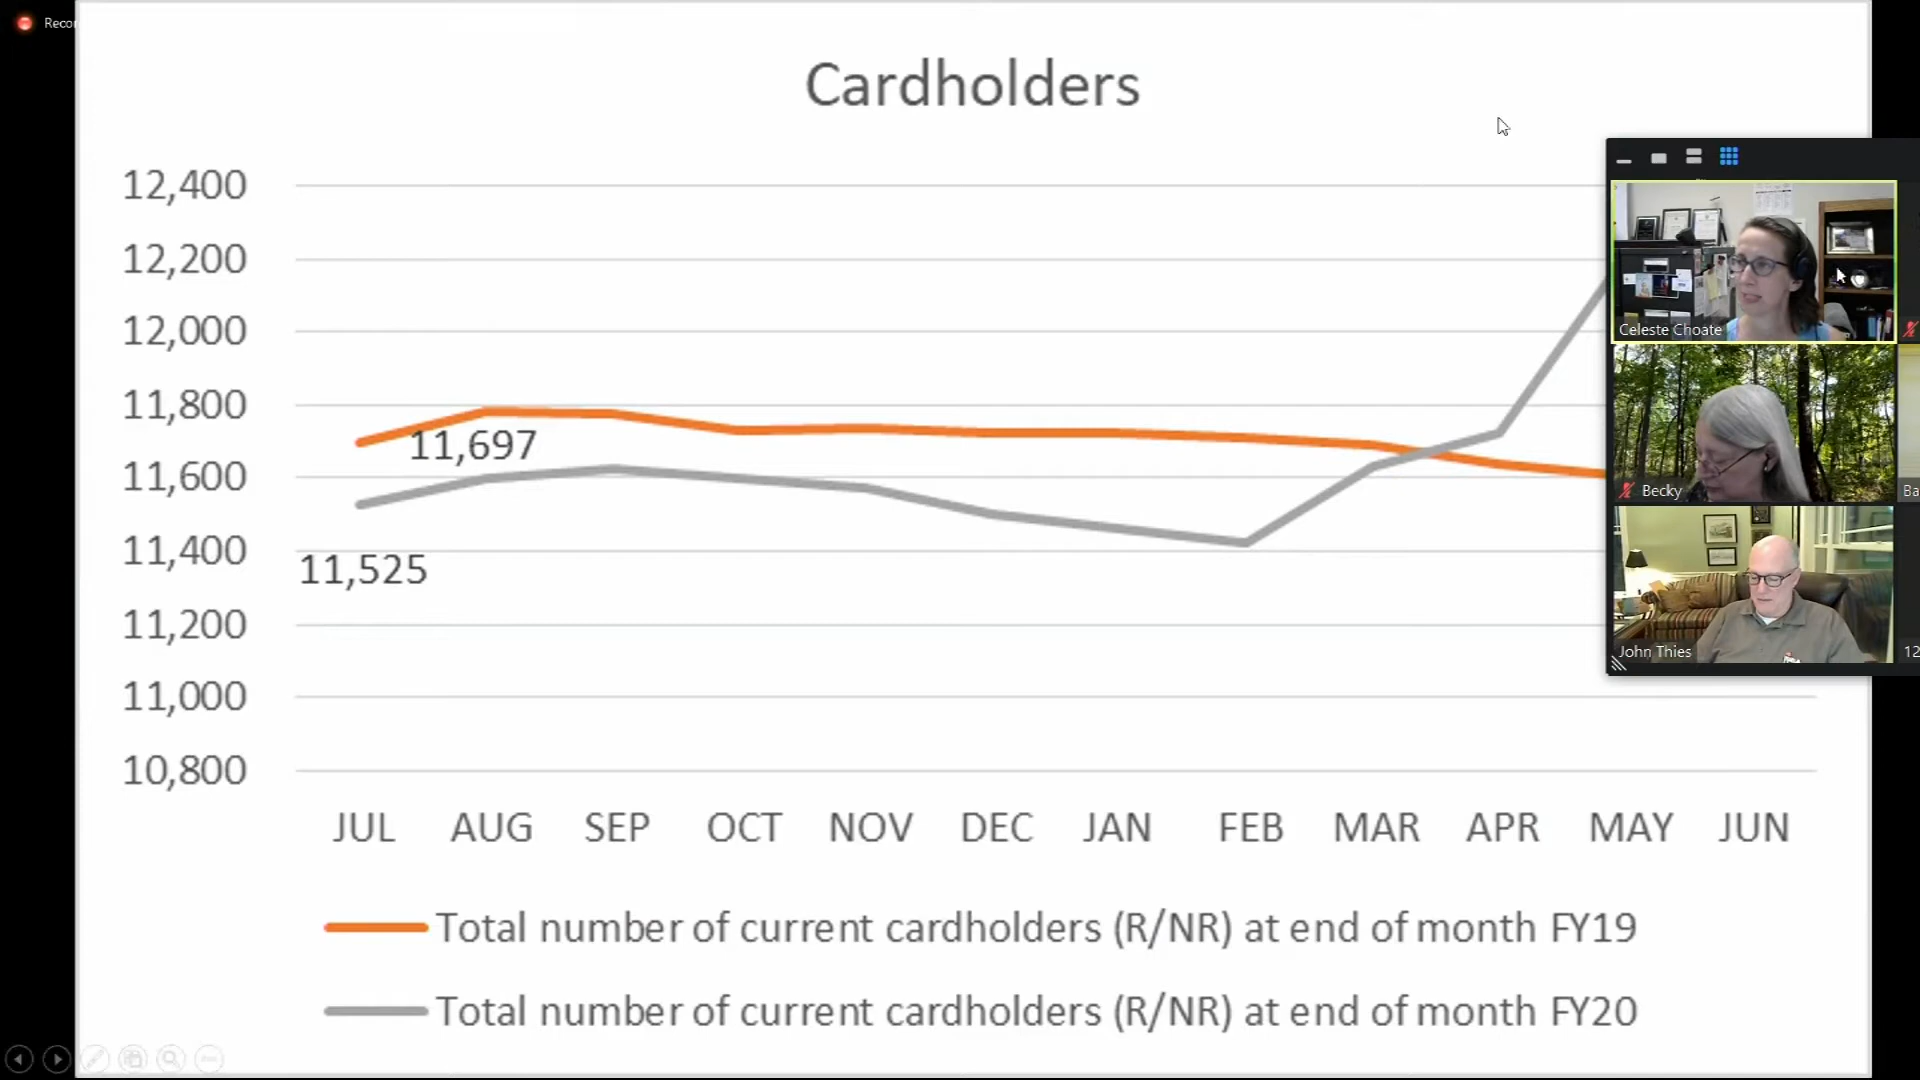 Recor
Cardholders
12,400
12,200
12,000
11,800
11,600
11,400
11,200
11,000
10,800
11,697
11,525
JUL AUG SEP OCT NOV DEC JAN FEB MAR APR MAY JUN
Total number of current cardholders (R/NR) at end of month FY19
Total number of current cardholders (R/NR) at end of month FY20
Celeste Choate
Becky
Ba
John Thies
12